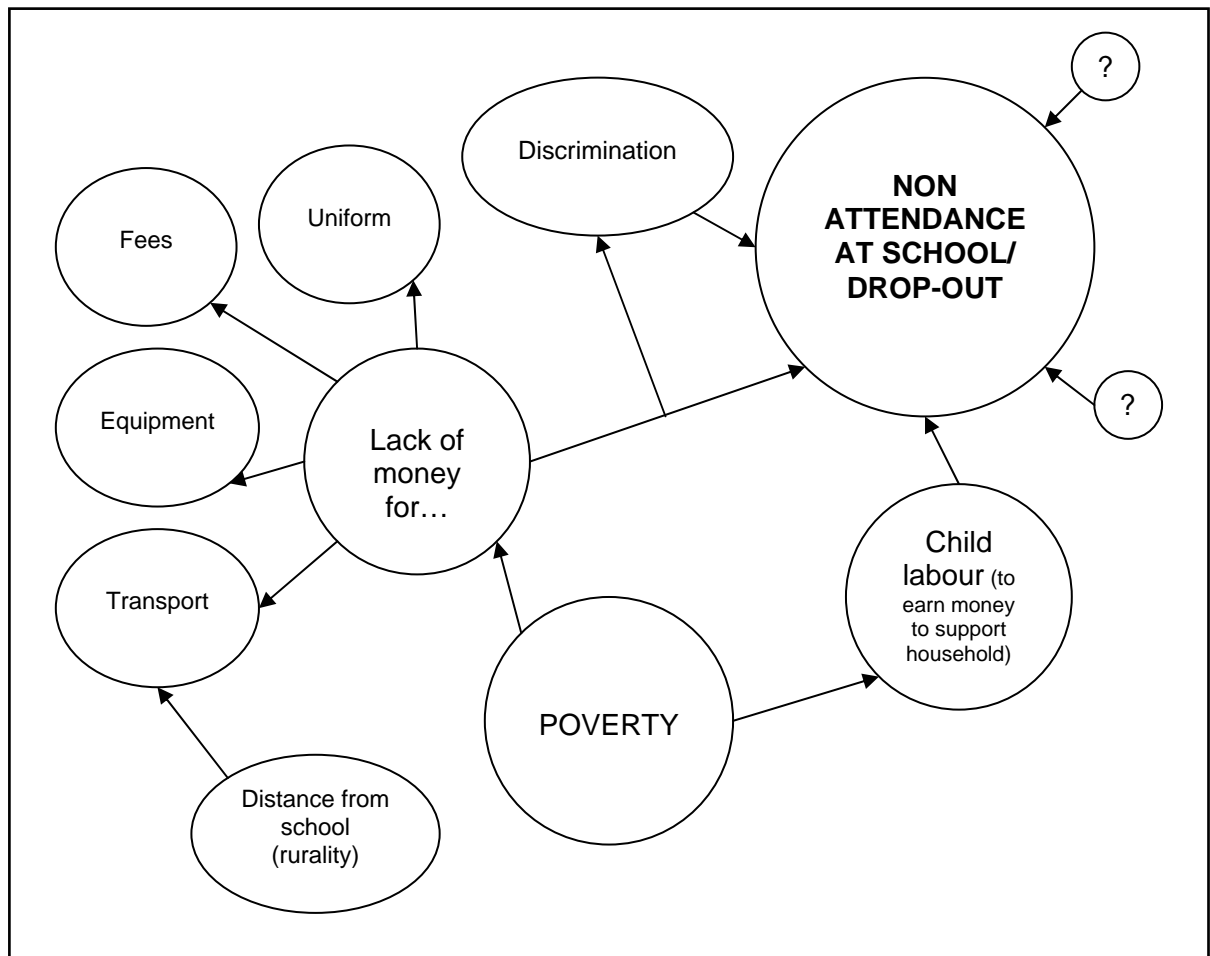 ?
Discrimination
NON
ATTENDANCE
AT SCHOOL/
DROP-OUT
Uniform
Fees
Equipment
?
Lack of
money
for…
Child
labour (to
earn money
to support
household)
Transport
POVERTY
Distance from
school
(rurality)